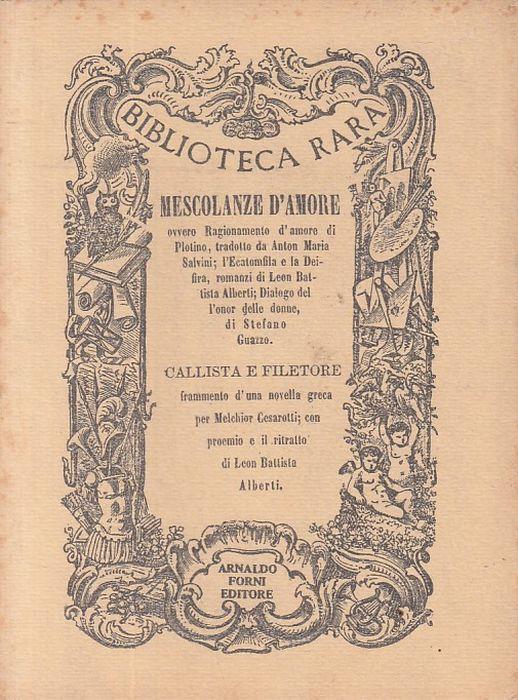 BIBLIOTECA RARA
MESCOLANZE D'AMORE
ovvero Ragionamento d'amore di
Plotino, tradotto da Anton Maria
Salvini; l'Ecatomfila e la Dei-
fira, romanzi di Leon Bat-
tista Alberti; Dialogo del
l'onor delle donne,
di Stefano
Guazzo.
CALLISTA E FILETORE
frammento d'una novella greca
per Melchior Cesarotti; con
proemio e il ritratto
di Leon Battista
Alberti.
ARNALDO
FORNI
EDITORE